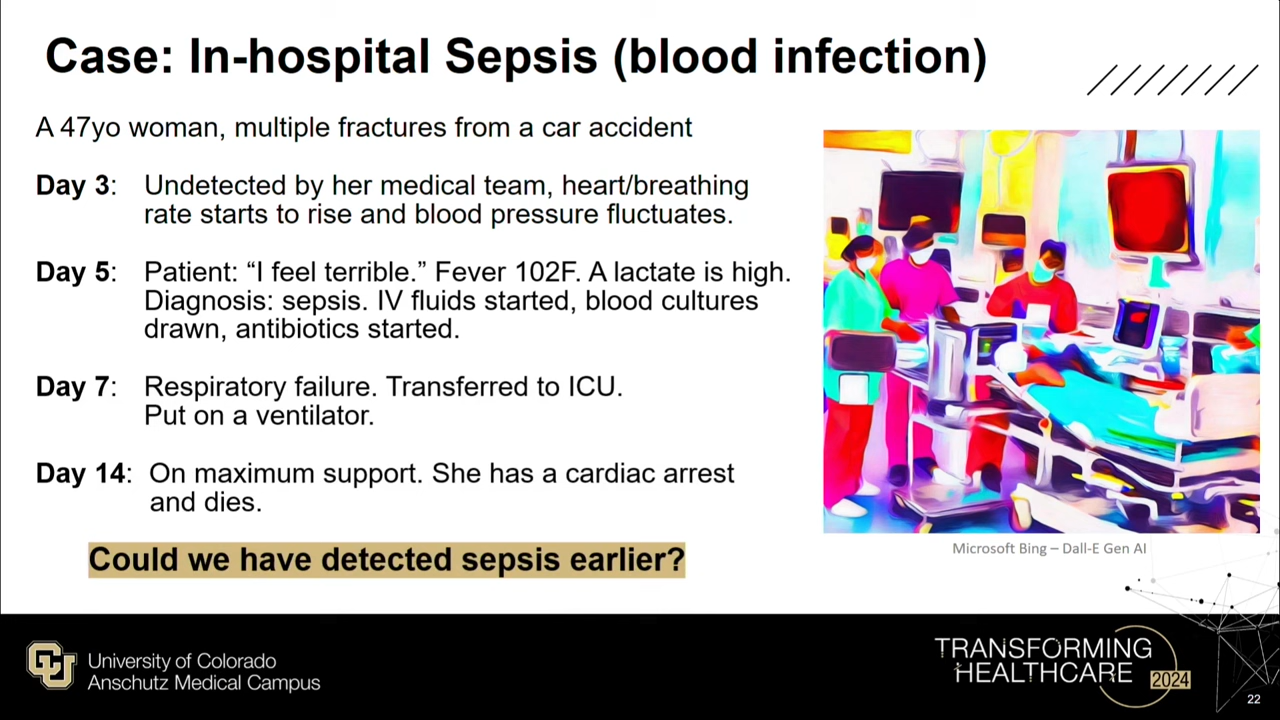 Case: In-hospital Sepsis (blood infection)
A 47yo woman, multiple fractures from a car accident
Day 3: Undetected by her medical team, heart/breathing
rate starts to rise and blood pressure fluctuates.
Day 5: Patient: “I feel terrible.” Fever 102F. A lactate is high.
Diagnosis: sepsis. IV fluids started, blood cultures
drawn, antibiotics started.
Day 7: Respiratory failure. Transferred to ICU.
Put on a ventilator.
Day 14: On maximum support. She has a cardiac arrest
and dies.
Could we have detected sepsis earlier?
Microsoft Bing – Dall-E Gen AI
CU
University of Colorado
Anschutz Medical Campus
TRANSFORMING
HEALTHCARE 2024
22